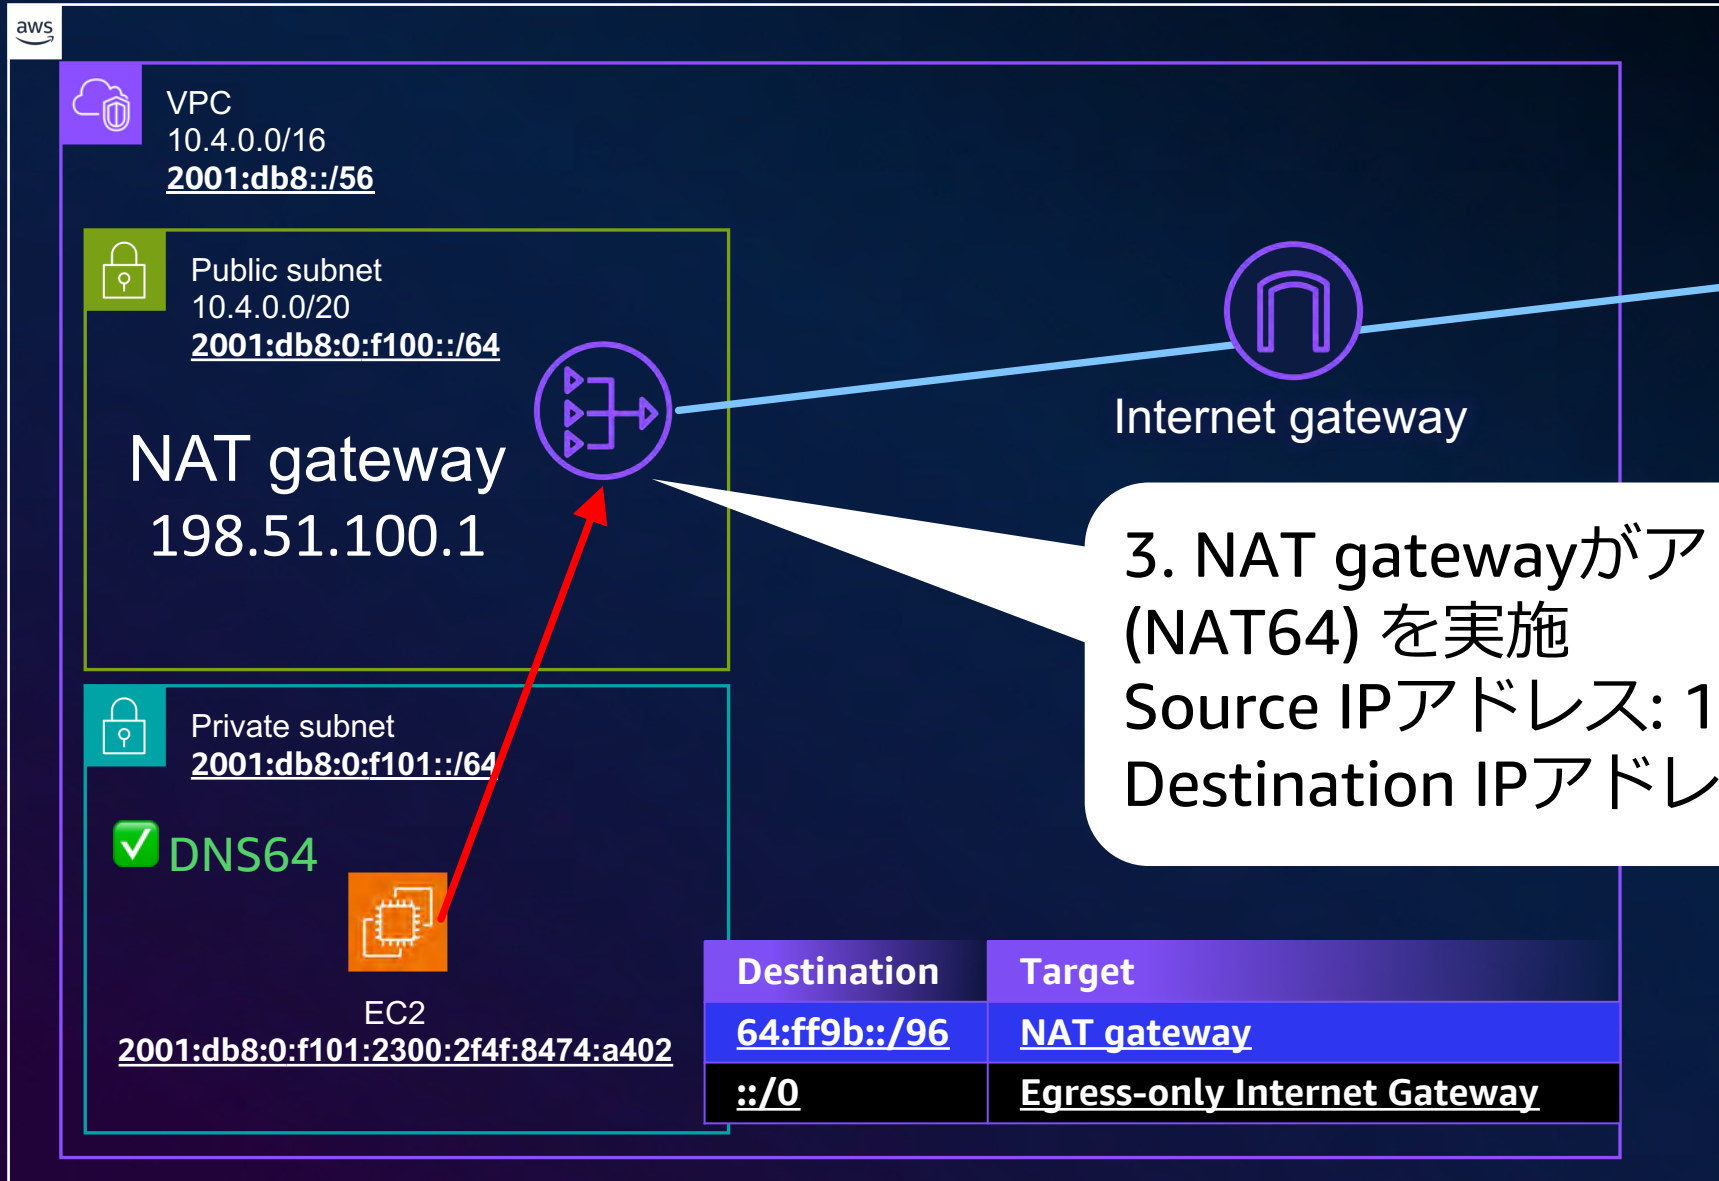 aws
VPC
10.4.0.0/16
2001:db8::/56
Public subnet
10.4.0.0/20
2001:db8:0:f100::/64
NAT gateway
198.51.100.1
Internet gateway
3. NAT gatewayがア
(NAT64) を実施
Source IPアドレス: 1
Destination IPアドレ
Private subnet
2001:db8:0:f101::/64
DNS64
EC2
2001:db8:0:f101:2300:2f4f:8474:a402
Destination Target
64:ff9b::/96 NAT gateway
::/0 Egress-only Internet Gateway